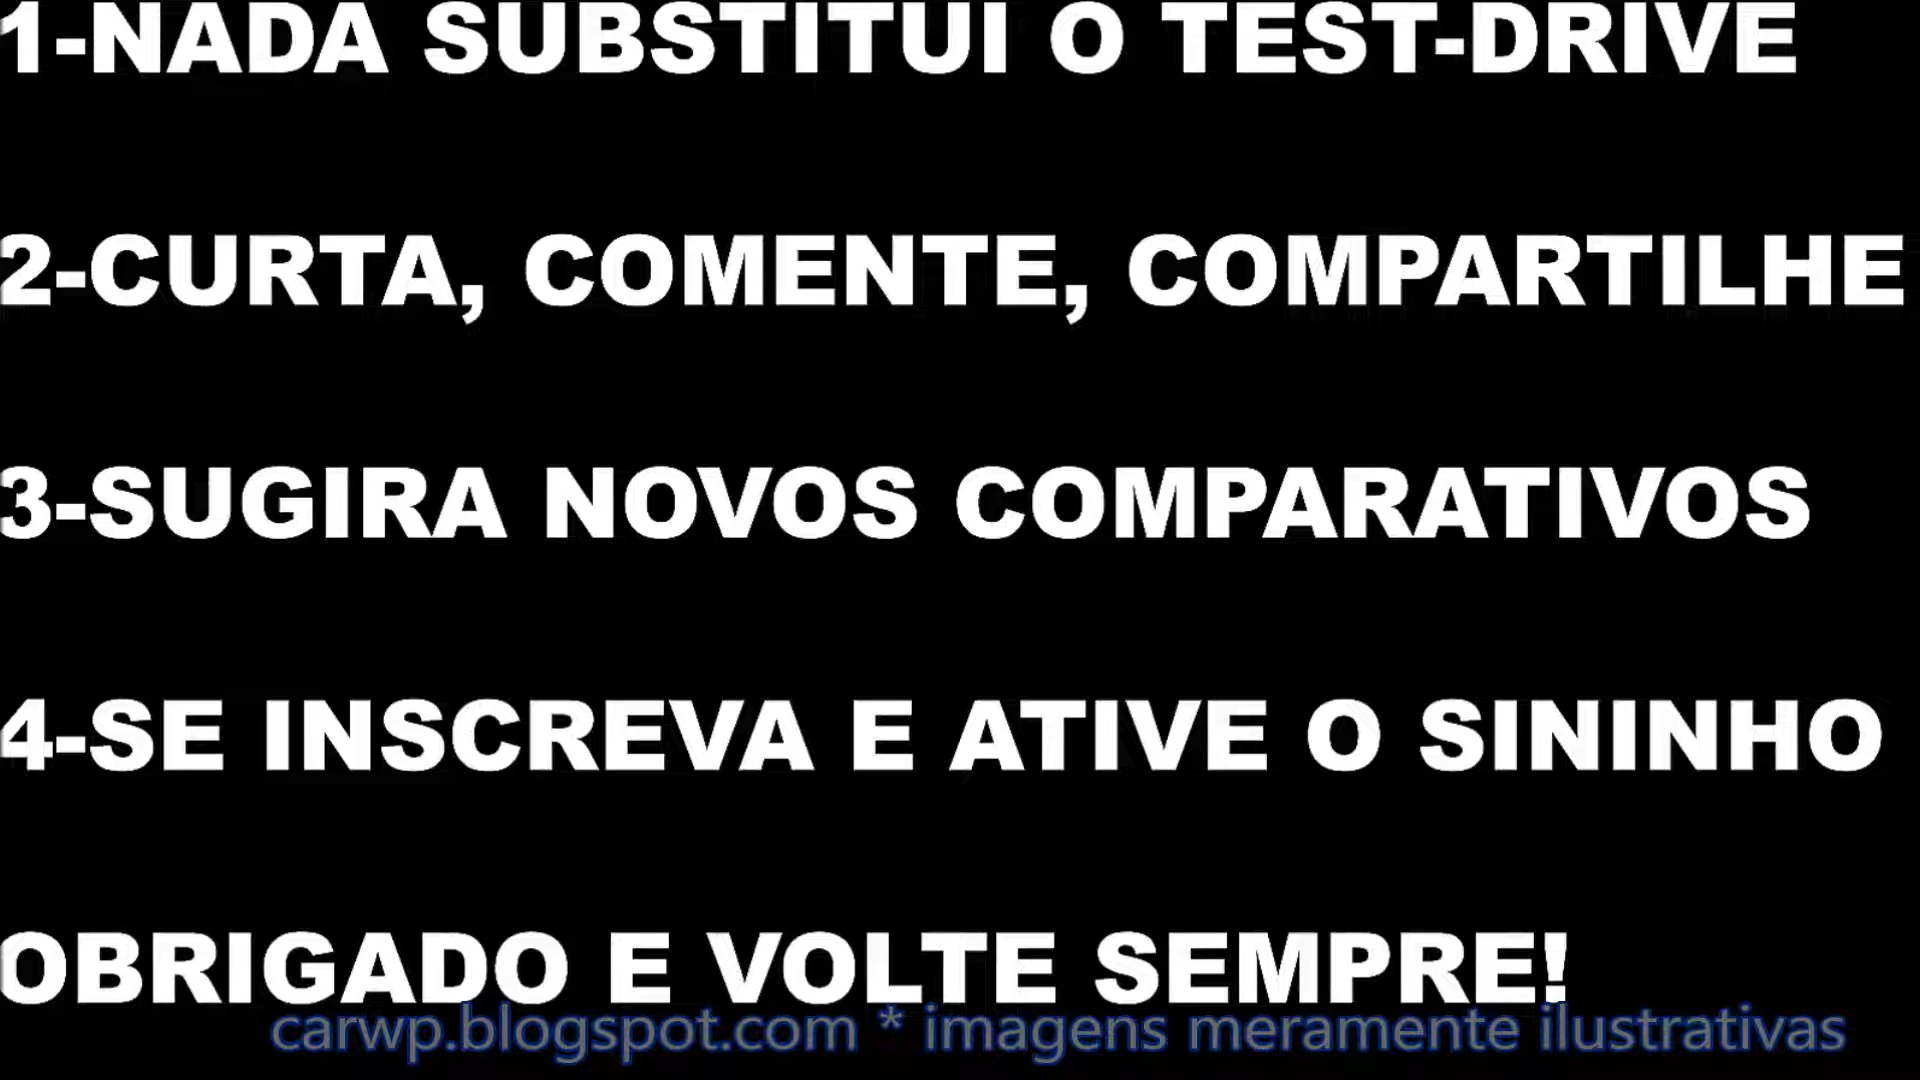 1-NADA SUBSTITUI O TEST-DRIVE
2-CURTA, COMENTE, COMPARTILHE
3-SUGIRA NOVOS COMPARATIVOS
4-SE INSCREVA E ATIVE O SININHO
OBRIGADO E VOLTE SEMPRE!
carwp.blogspot.com * imagens meramente ilustrativas